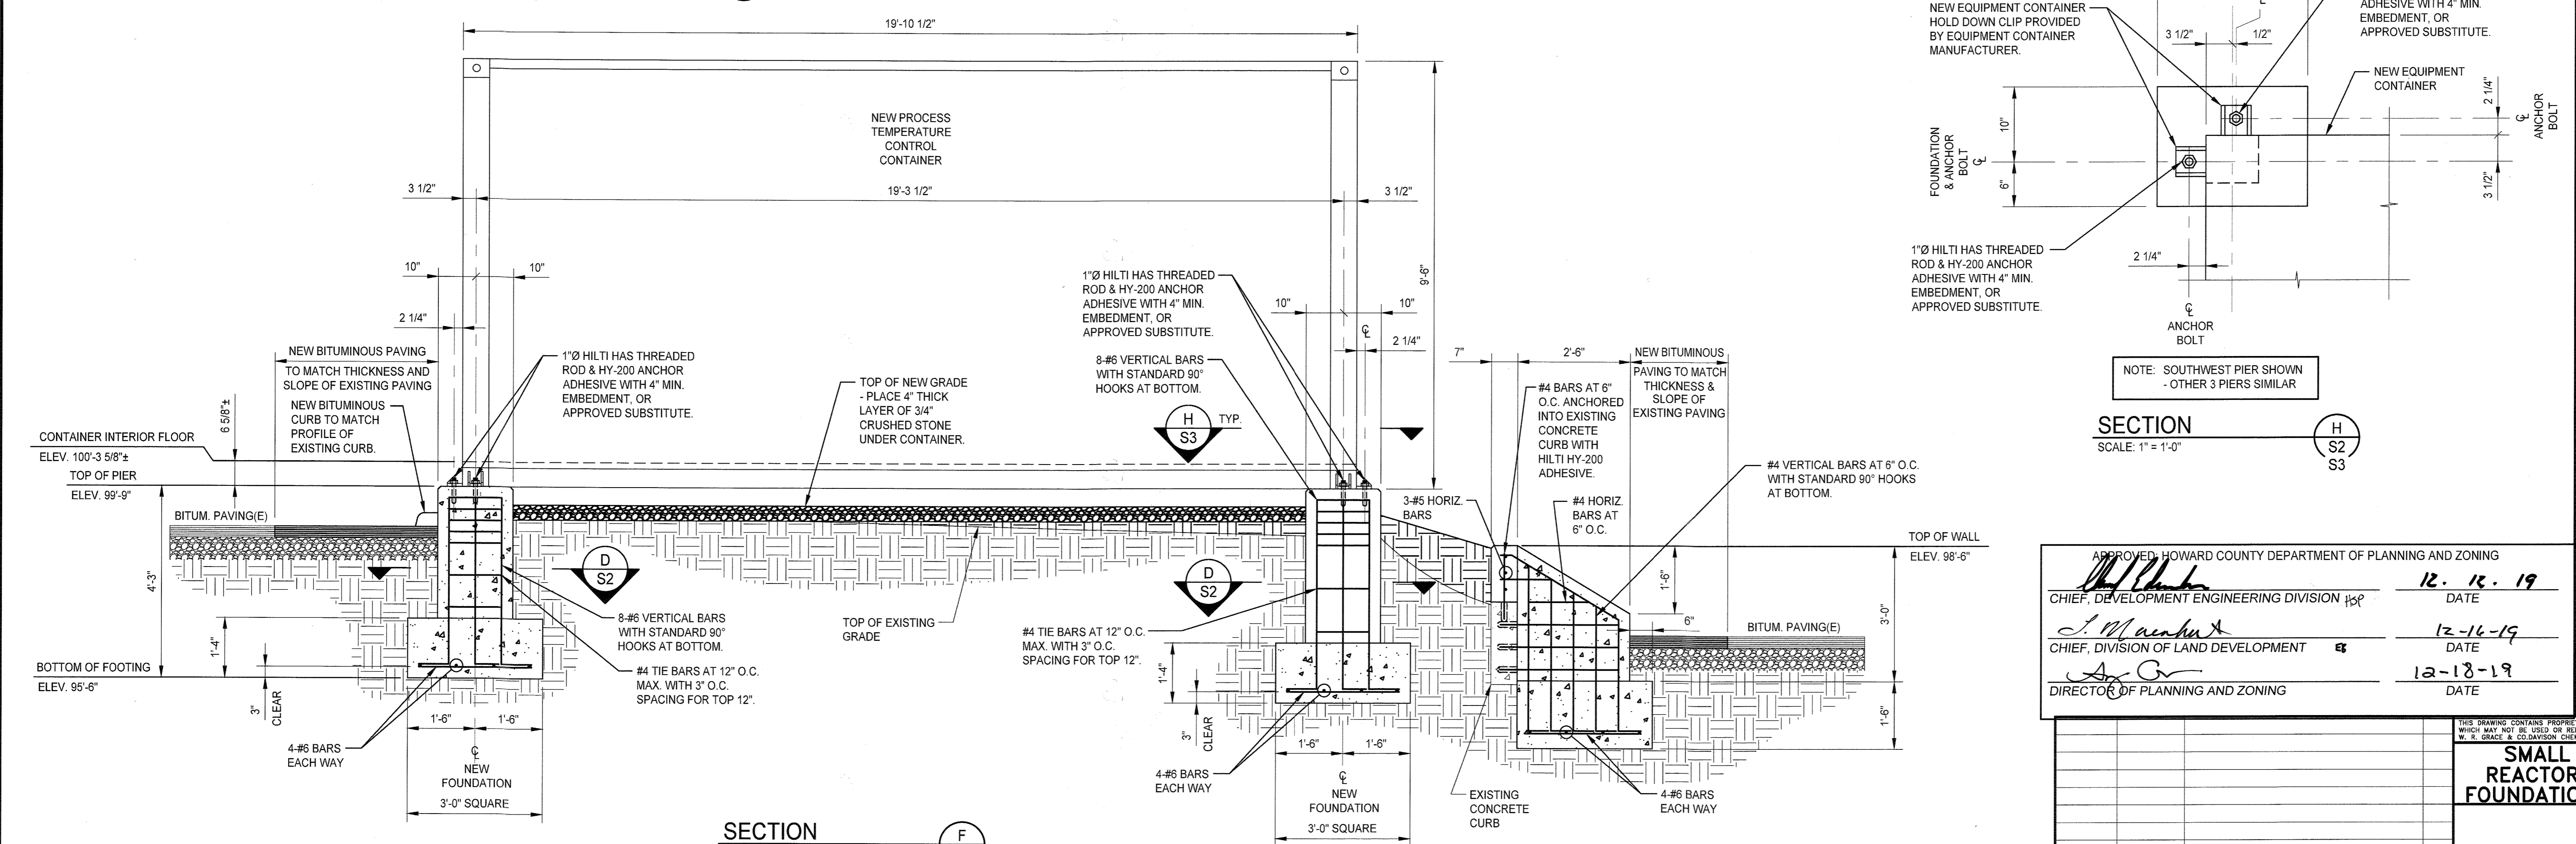 19'-10 1/2"
NEW PROCESS
TEMPERATURE
CONTROL
CONTAINER
3 1/2"
19'-3 1/2"
3 1/2"
9'-6"
10"
10"
2 1/4"
NEW BITUMINOUS PAVING
TO MATCH THICKNESS AND
SLOPE OF EXISTING PAVING
NEW BITUMINOUS
CURB TO MATCH
PROFILE OF
EXISTING CURB.
6 5/8"±
CONTAINER INTERIOR FLOOR
ELEV. 100'-3 5/8"±
TOP OF PIER
ELEV. 99'-9"
BITUM. PAVING(E)
4'-3"
1'-4"
BOTTOM OF FOOTING
ELEV. 95'-6"
3"
CLEAR
1'-6"
1'-6"
4-#6 BARS
EACH WAY
℄
NEW
FOUNDATION
3'-0" SQUARE
1"Ø HILTI HAS THREADED
ROD & HY-200 ANCHOR
ADHESIVE WITH 4" MIN.
EMBEDMENT, OR
APPROVED SUBSTITUTE.
D
S2
8-#6 VERTICAL BARS
WITH STANDARD 90°
HOOKS AT BOTTOM.
#4 TIE BARS AT 12" O.C.
MAX. WITH 3" O.C.
SPACING FOR TOP 12".
TOP OF NEW GRADE
- PLACE 4" THICK
LAYER OF 3/4"
CRUSHED STONE
UNDER CONTAINER.
TOP OF EXISTING
GRADE
1"Ø HILTI HAS THREADED
ROD & HY-200 ANCHOR
ADHESIVE WITH 4" MIN.
EMBEDMENT, OR
APPROVED SUBSTITUTE.
10"
10"
℄
2 1/4"
8-#6 VERTICAL BARS
WITH STANDARD 90°
HOOKS AT BOTTOM.
H
S3
TYP.
D
S2
#4 TIE BARS AT 12" O.C.
MAX. WITH 3" O.C.
SPACING FOR TOP 12".
1'-4"
3"
CLEAR
1'-6"
1'-6"
4-#6 BARS
EACH WAY
℄
NEW
FOUNDATION
3'-0" SQUARE
7"
2'-6"
NEW BITUMINOUS
PAVING TO MATCH
THICKNESS &
SLOPE OF
EXISTING PAVING
#4 BARS AT 6"
O.C. ANCHORED
INTO EXISTING
CONCRETE
CURB WITH
HILTI HY-200
ADHESIVE.
3-#5 HORIZ.
BARS
#4 HORIZ.
BARS AT
6" O.C.
#4 VERTICAL BARS AT 6" O.C.
WITH STANDARD 90° HOOKS
AT BOTTOM.
TOP OF WALL
ELEV. 98'-6"
1'-6"
6"
BITUM. PAVING(E)
3'-0"
1'-6"
EXISTING
CONCRETE
CURB
4-#6 BARS
EACH WAY
SECTION
F
NEW EQUIPMENT CONTAINER
HOLD DOWN CLIP PROVIDED
BY EQUIPMENT CONTAINER
MANUFACTURER.
ADHESIVE WITH 4" MIN.
EMBEDMENT, OR
APPROVED SUBSTITUTE.
3 1/2"
1/2"
NEW EQUIPMENT
CONTAINER
2 1/4"
℄
ANCHOR
BOLT
3 1/2"
FOUNDATION
& ANCHOR
BOLT
℄
10"
6"
1"Ø HILTI HAS THREADED
ROD & HY-200 ANCHOR
ADHESIVE WITH 4" MIN.
EMBEDMENT, OR
APPROVED SUBSTITUTE.
2 1/4"
℄
ANCHOR
BOLT
NOTE: SOUTHWEST PIER SHOWN
- OTHER 3 PIERS SIMILAR
SECTION
SCALE: 1" = 1'-0"
H
S2
S3
APPROVED: HOWARD COUNTY DEPARTMENT OF PLANNING AND ZONING
12. 12. 19
CHIEF, DEVELOPMENT ENGINEERING DIVISION
DATE
12-16-19
CHIEF, DIVISION OF LAND DEVELOPMENT
DATE
12-18-19
DIRECTOR OF PLANNING AND ZONING
DATE
THIS DRAWING CONTAINS
WHICH MAY NOT BE USED OR
W. R. GRACE & CO.DAVISON
SMALL
REACTOR
FOUNDATIO